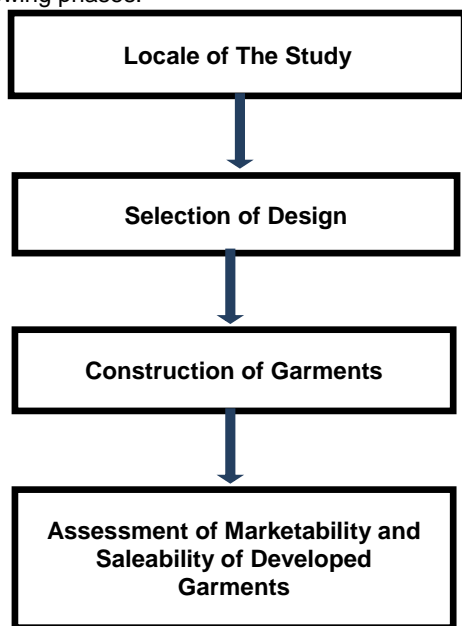 wing phases.
Locale of The Study
Selection of Design
Construction of Garments
Assessment of Marketability and
Saleability of Developed
Garments